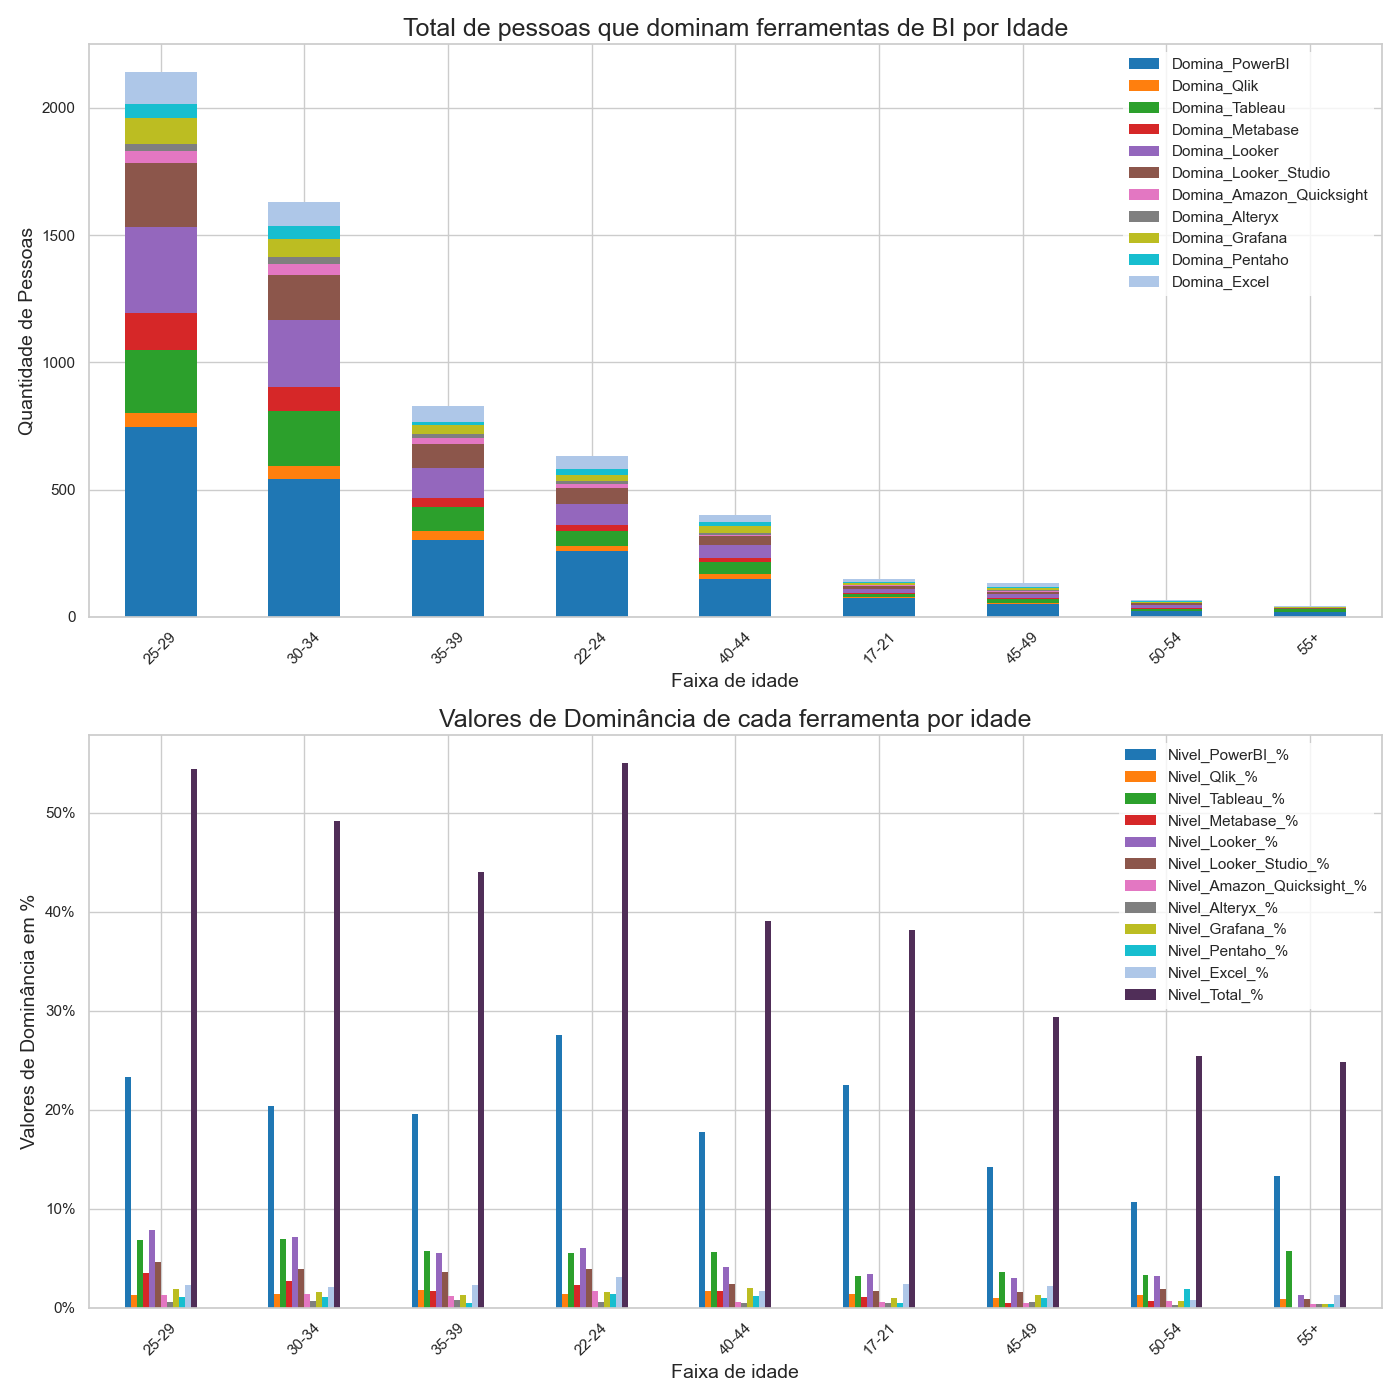 Total de pessoas que dominam ferramentas de BI por Idade
Quantidade de Pessoas
2000
1500
1000
500
0
Domina_PowerBI
Domina_Qlik
Domina_Tableau
Domina_Metabase
Domina_Looker
Domina_Looker_Studio
Domina_Amazon_Quicksight
Domina_Alteryx
Domina_Grafana
Domina_Pentaho
Domina_Excel
25-29
30-34
35-39
22-24
40-44
17-21
45-49
50-54
55+
Faixa de idade
Valores de Dominância de cada ferramenta por idade
Valores de Dominância em %
50%
40%
30%
20%
10%
0%
Nivel_PowerBI_%
Nivel_Qlik_%
Nivel_Tableau_%
Nivel_Metabase_%
Nivel_Looker_%
Nivel_Looker_Studio_%
Nivel_Amazon_Quicksight_%
Nivel_Alteryx_%
Nivel_Grafana_%
Nivel_Pentaho_%
Nivel_Excel_%
Nivel_Total_%
25-29
30-34
35-39
22-24
40-44
17-21
45-49
50-54
55+
Faixa de idade